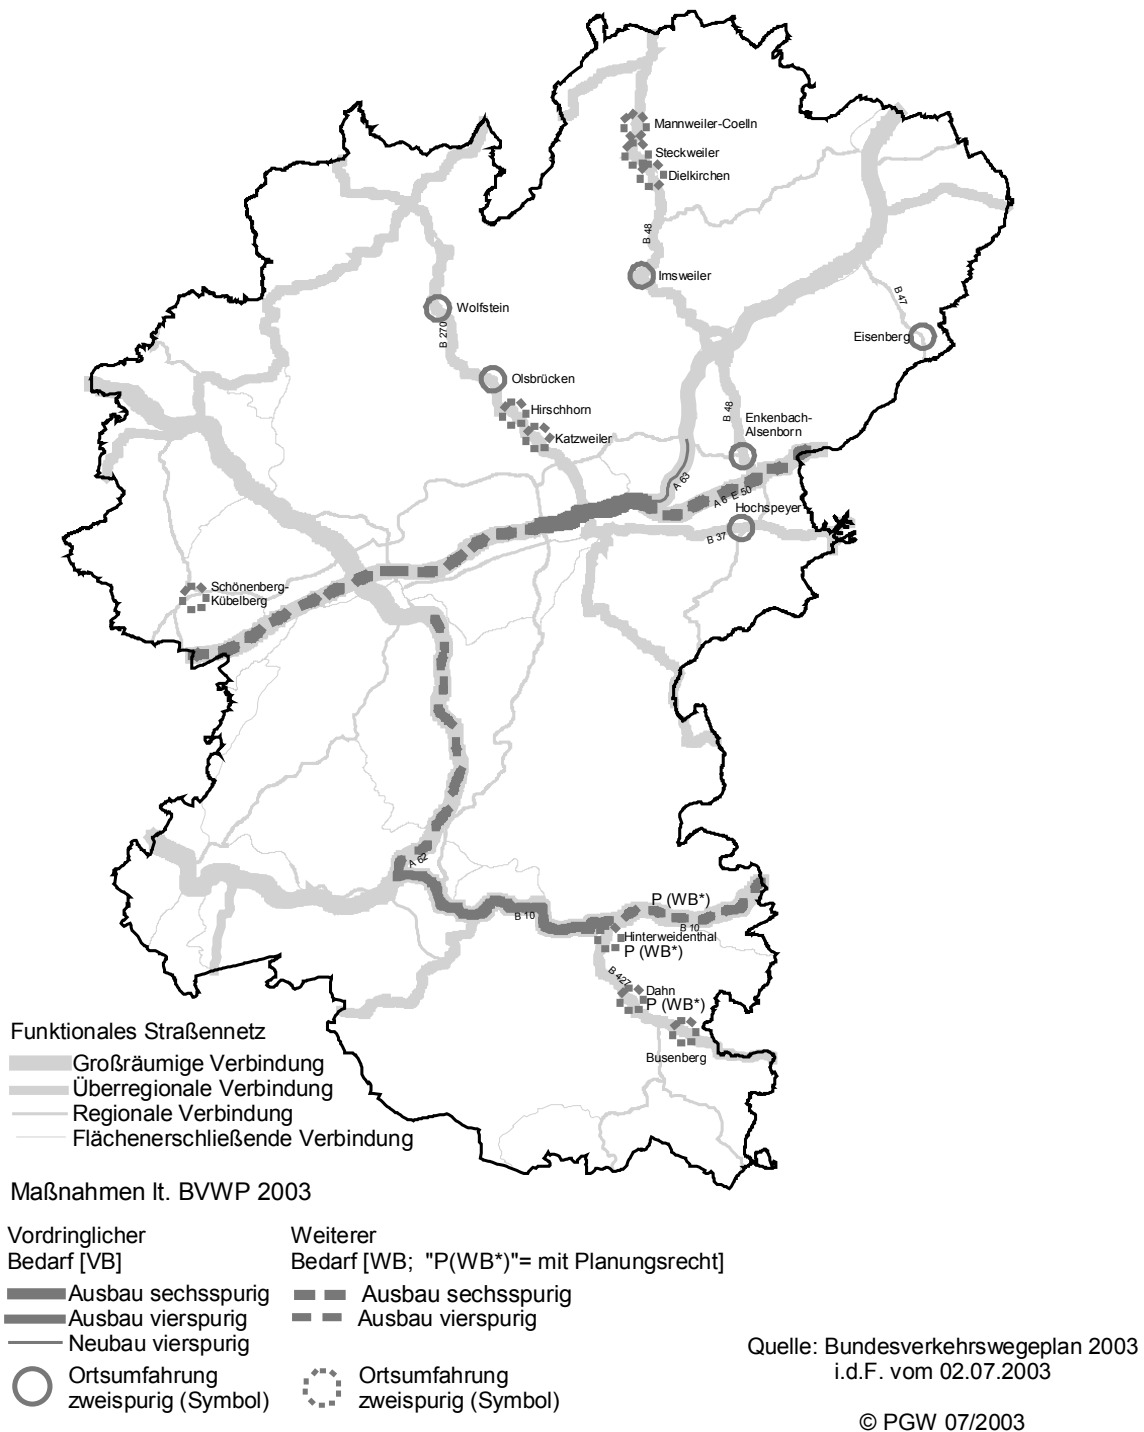 Mannweiler-Coelln
Steckweiler
Dielkirchen
B 48
Imsweiler
B 47
Wolfstein
B 270
Eisenberg
Olsbrücken
Hirschhorn
B 48
Enkenbach-
Alsenborn
Katzweiler
A 63
A 6 E 50
Hochspeyer
B 37
Schönenberg-
Kübelberg
A 62
P (WB*)
B 10
B 10
Hinterweidenthal
P (WB*)
B 427
Dahn
P (WB*)
Busenberg
Funktionales Straßennetz
Großräumige Verbindung
Überregionale Verbindung
Regionale Verbindung
Flächenerschließende Verbindung
Maßnahmen lt. BVWP 2003
Vordringlicher
Bedarf [VB]
Ausbau sechsspurig
Ausbau vierspurig
Neubau vierspurig
Ortsumfahrung
zweispurig (Symbol)
Weiterer
Bedarf [WB; "P(WB*)"= mit Planungsrecht]
Ausbau sechsspurig
Ausbau vierspurig
Ortsumfahrung
zweispurig (Symbol)
Quelle: Bundesverkehrswegeplan 2003
i.d.F. vom 02.07.2003
© PGW 07/2003